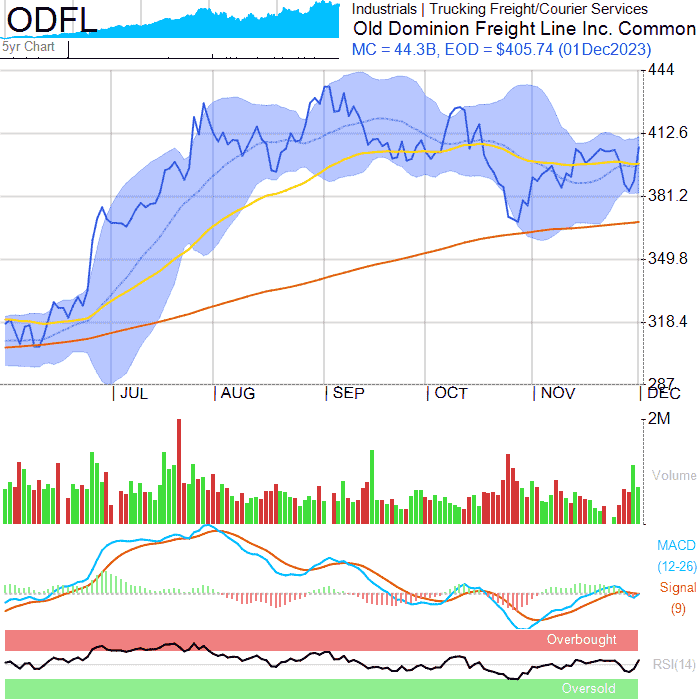 ODFL
5yr Chart
Industrials | Trucking Freight/Courier Services
Old Dominion Freight Line Inc. Common
MC = 44.3B, EOD = $405.74 (01Dec2023)
444
412.6
381.2
349.8
318.4
287
JUL
AUG
SEP
OCT
NOV
DEC
2M
Volume
MACD
(12-26)
Signal
(9)
Overbought
RSI(14)
Oversold